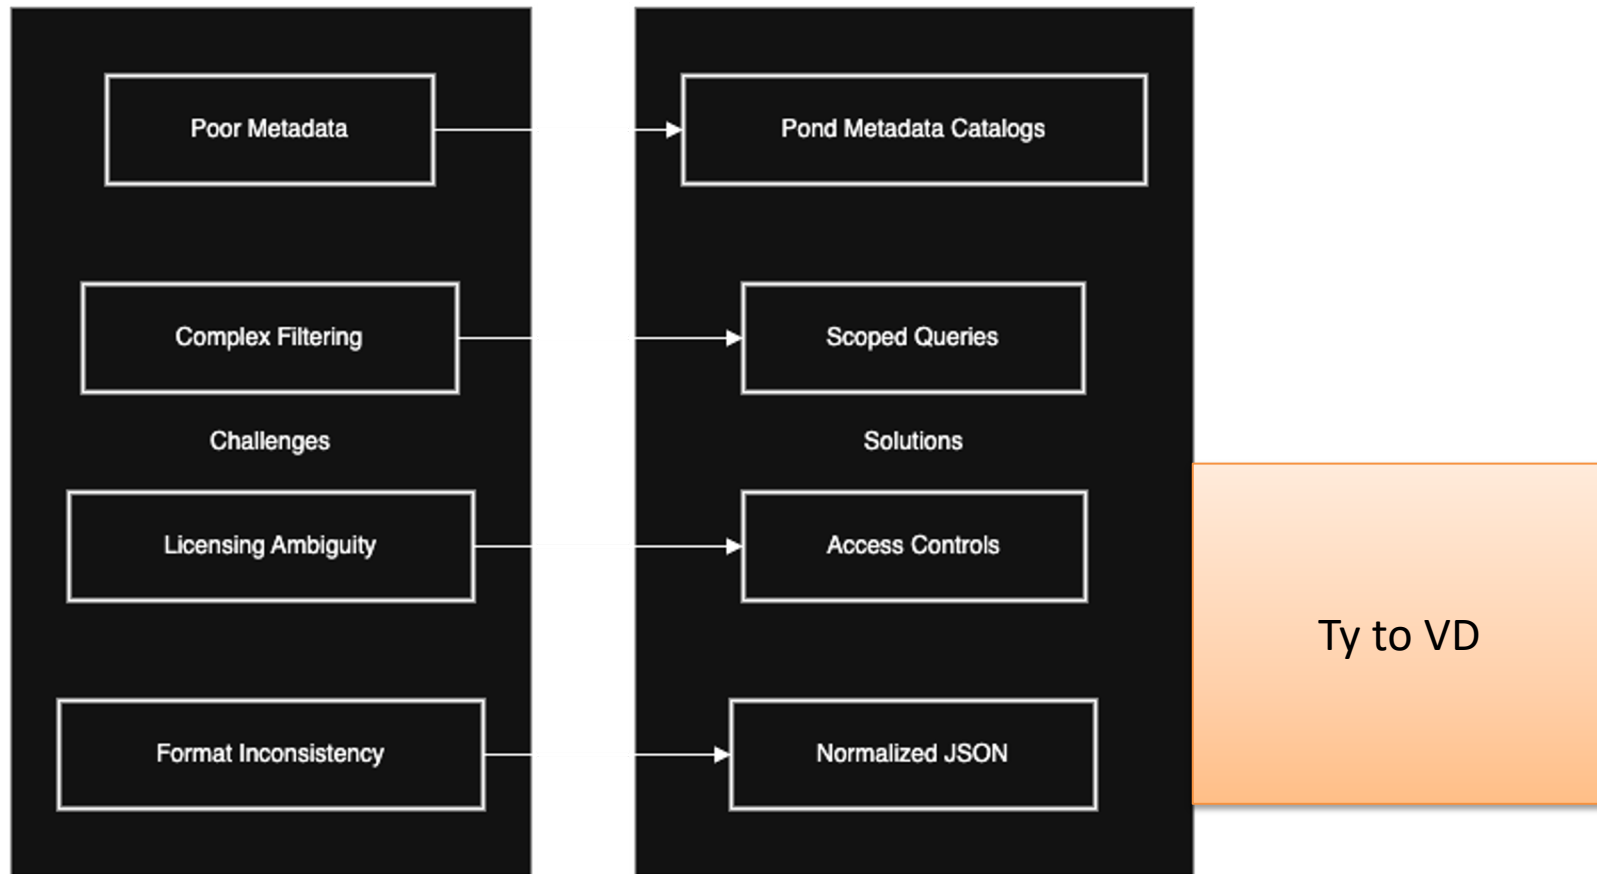 Poor Metadata
Pond Metadata Catalogs
Complex Filtering
Scoped Queries
Challenges
Solutions
Licensing Ambiguity
Access Controls
Ty to VD
Format Inconsistency
Normalized JSON